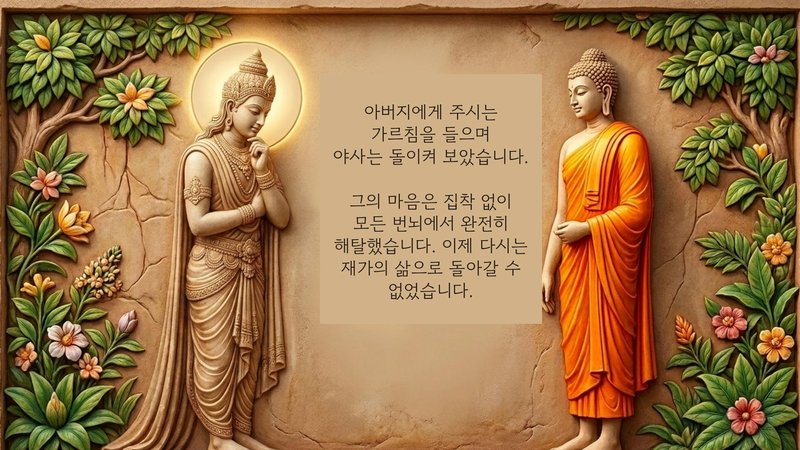 아버지에게 주시는
가르침을 들으며
야사는 돌이켜 보았습니다.
그의 마음은 집착 없이
모든 번뇌에서 완전히
해탈했습니다. 이제 다시는
재가의 삶으로 돌아갈 수
없었습니다.